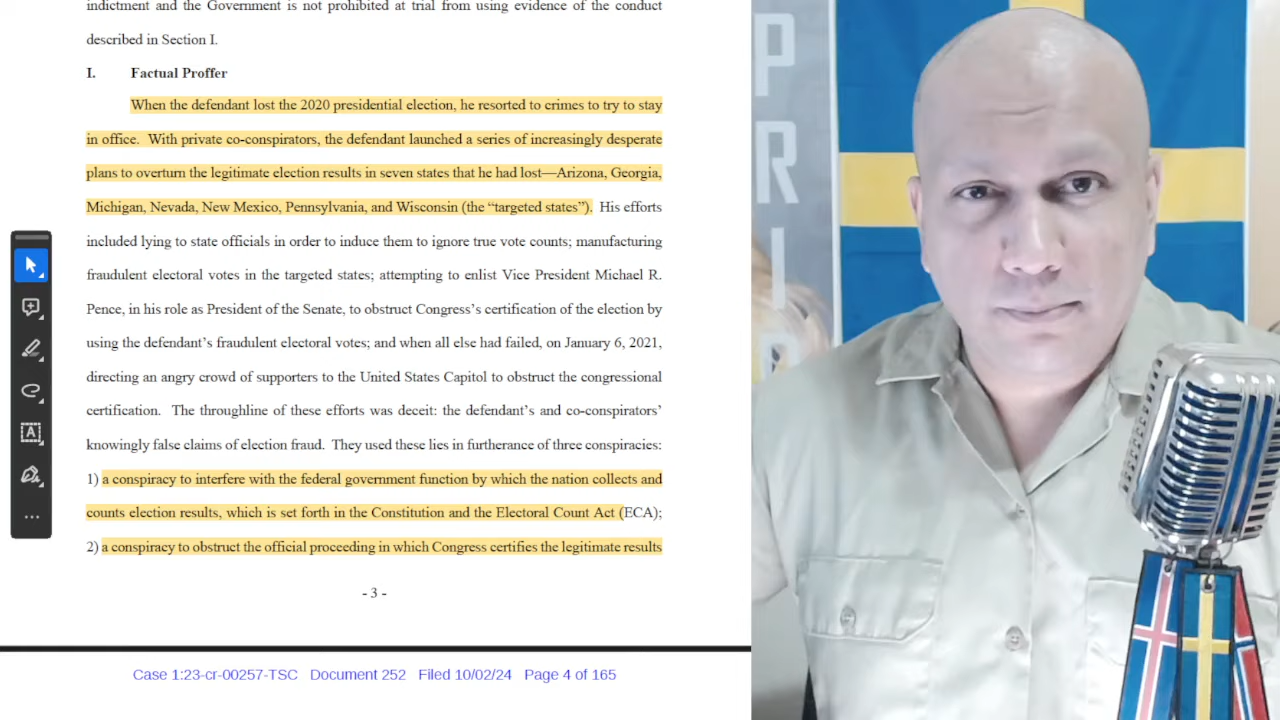 indictment and the Government is not prohibited at trial from using evidence of the conduct
described in Section I.
I. Factual Proffer
When the defendant lost the 2020 presidential election, he resorted to crimes to try to stay
in office. With private co-conspirators, the defendant launched a series of increasingly desperate
plans to overturn the legitimate election results in seven states that he had lost—Arizona, Georgia,
Michigan, Nevada, New Mexico, Pennsylvania, and Wisconsin (the “targeted states”). His efforts
included lying to state officials in order to induce them to ignore true vote counts; manufacturing
fraudulent electoral votes in the targeted states; attempting to enlist Vice President Michael R.
Pence, in his role as President of the Senate, to obstruct Congress’s certification of the election by
using the defendant’s fraudulent electoral votes; and when all else had failed, on January 6, 2021,
directing an angry crowd of supporters to the United States Capitol to obstruct the congressional
certification. The throughline of these efforts was deceit: the defendant’s and co-conspirators’
knowingly false claims of election fraud. They used these lies in furtherance of three conspiracies:
1) a conspiracy to interfere with the federal government function by which the nation collects and
counts election results, which is set forth in the Constitution and the Electoral Count Act (ECA);
2) a conspiracy to obstruct the official proceeding in which Congress certifies the legitimate results
- 3 -
Case 1:23-cr-00257-TSC Document 252 Filed 10/02/24 Page 4 of 165
P
R
I
D